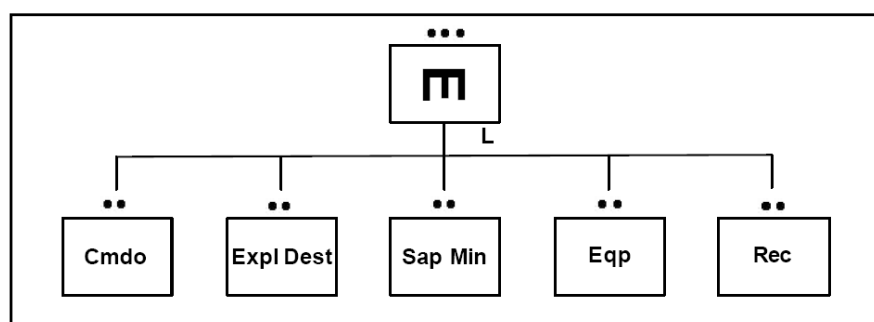 L
Cmdo
Expl Dest
Sap Min
Eqp
Rec